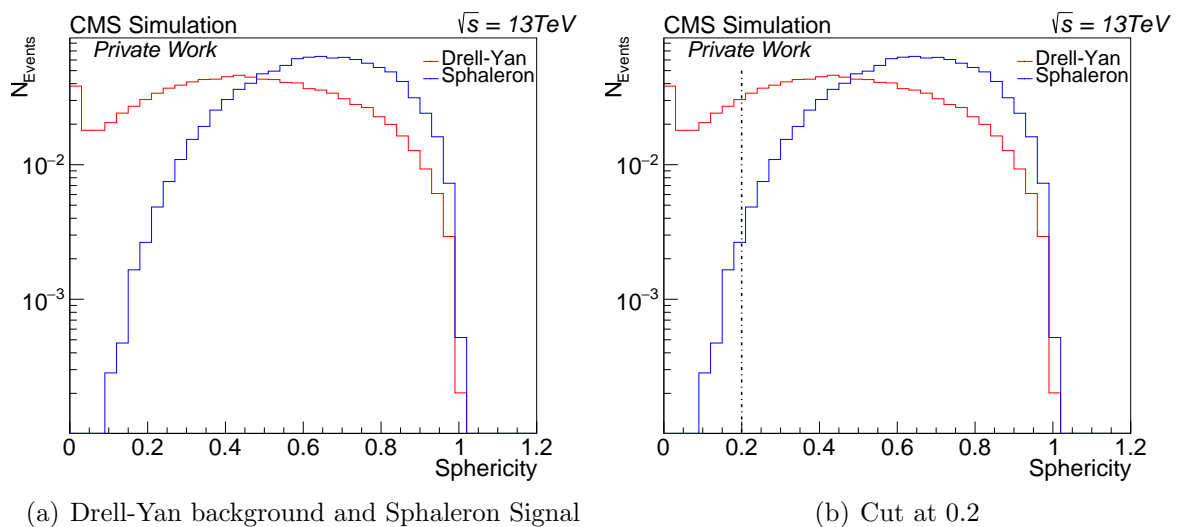 CMS Simulation √s = 13TeV
Private Work
Drell-Yan
Sphaleron
N_Events
10⁻²
10⁻³
0 0.2 0.4 0.6 0.8 1 1.2
Sphericity
(a) Drell-Yan background and Sphaleron Signal
CMS Simulation √s = 13TeV
Private Work
Drell-Yan
Sphaleron
N_Events
10⁻²
10⁻³
0 0.2 0.4 0.6 0.8 1 1.2
Sphericity
(b) Cut at 0.2